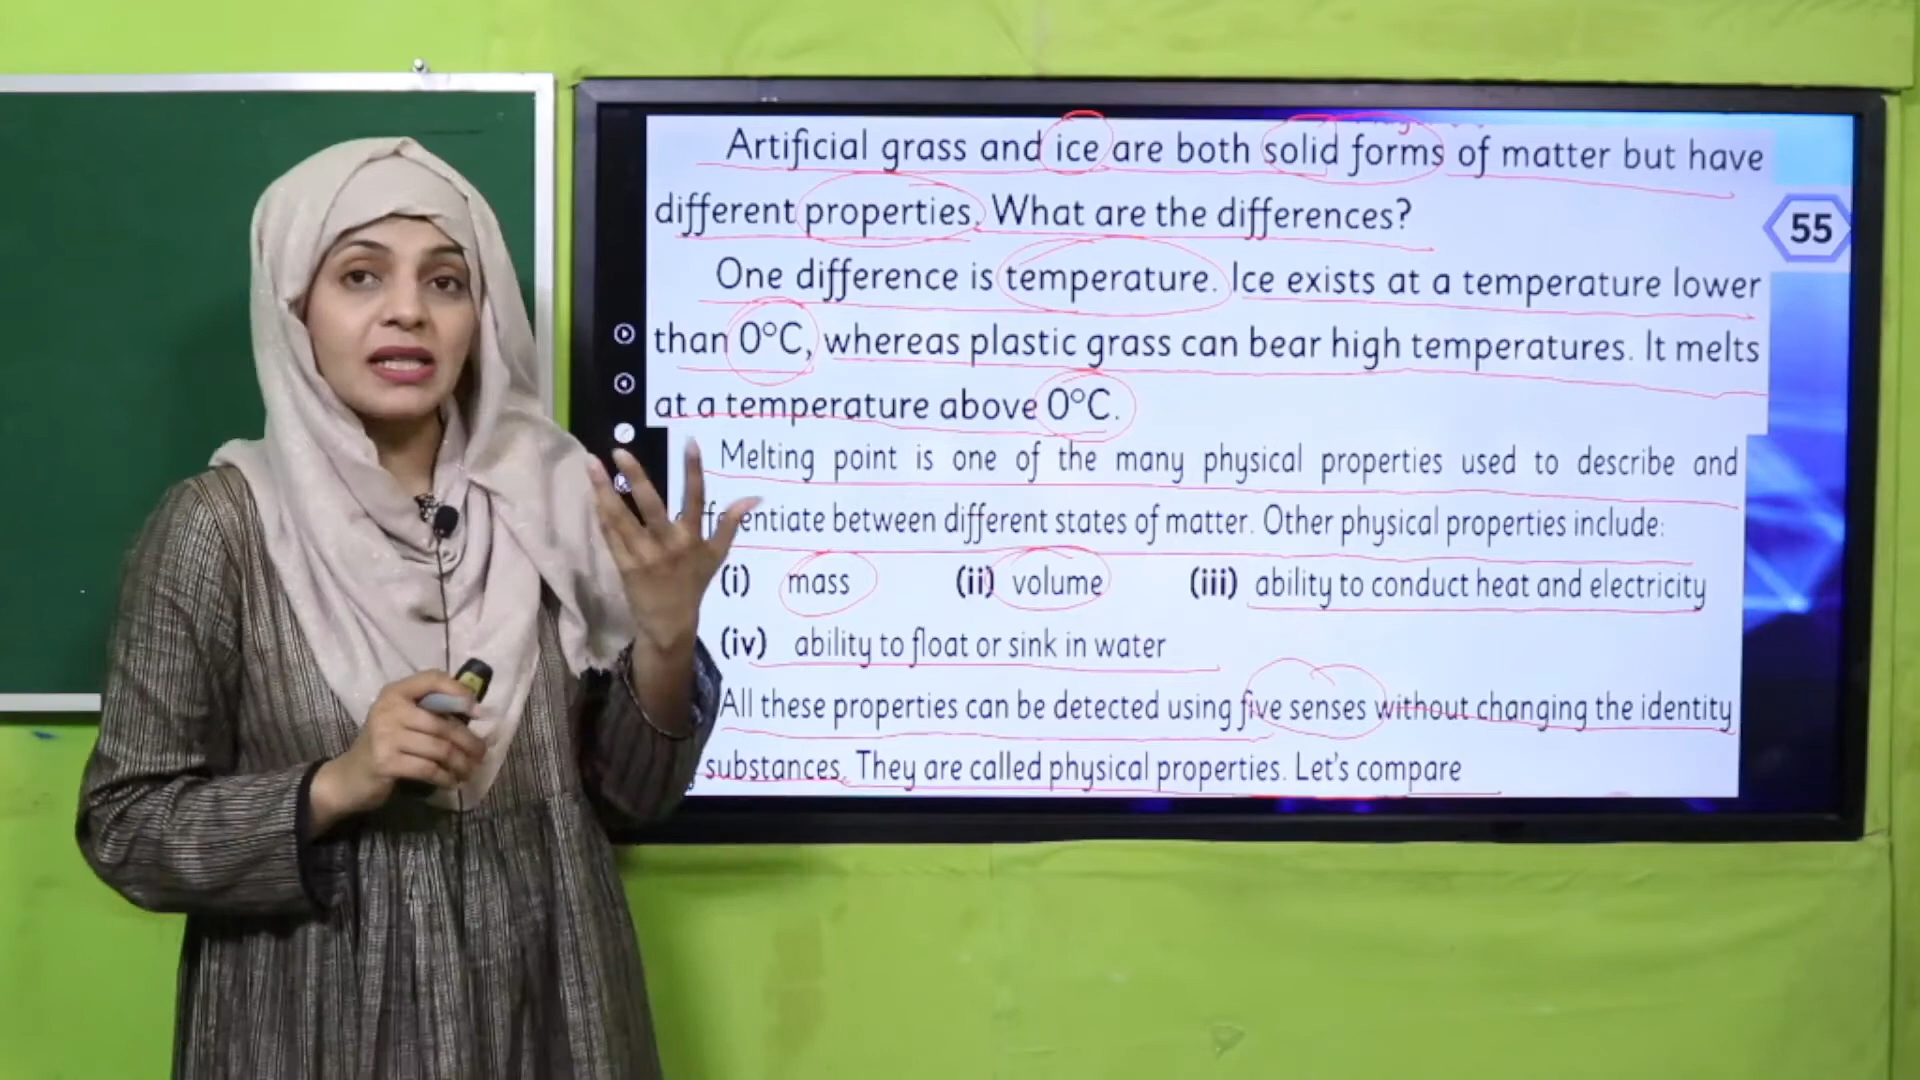 Artificial grass and ice are both solid forms of matter but have
different properties. What are the differences?
55
One difference is temperature. Ice exists at a temperature lower
than 0°C, whereas plastic grass can bear high temperatures. It melts
at a temperature above 0°C.
Melting point is one of the many physical properties used to describe and
between different states of matter. Other physical properties include:
(i) mass (ii) volume (iii) ability to conduct heat and electricity
(iv) ability to float or sink in water
All these properties can be detected using five senses without changing the identity
substances. They are called physical properties. Let's compare